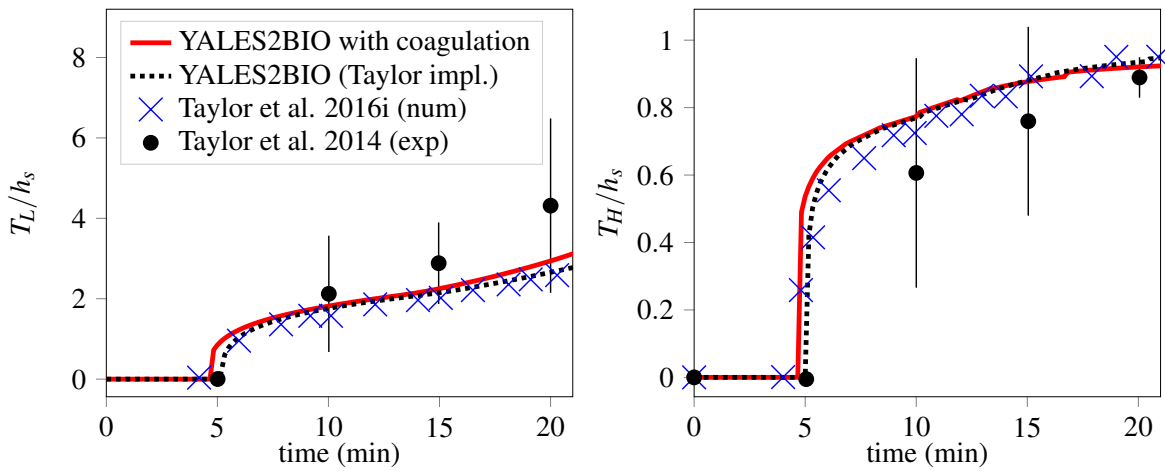 8
6
4
2
0
T_L/h_s
YALES2BIO with coagulation
YALES2BIO (Taylor impl.)
Taylor et al. 2016i (num)
Taylor et al. 2014 (exp)
0 5 10 15 20
time (min)
1
0.8
0.6
0.4
0.2
0
T_H/h_s
0 5 10 15 20
time (min)